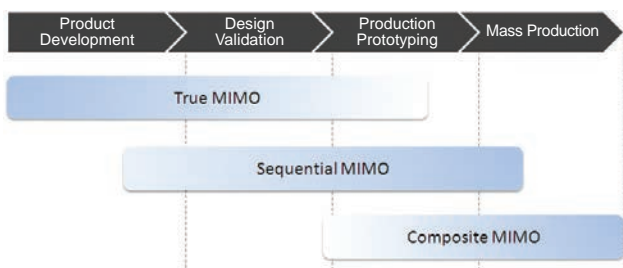 Product
Development
Design
Validation
Production
Prototyping
Mass Production
True MIMO
Sequential MIMO
Composite MIMO